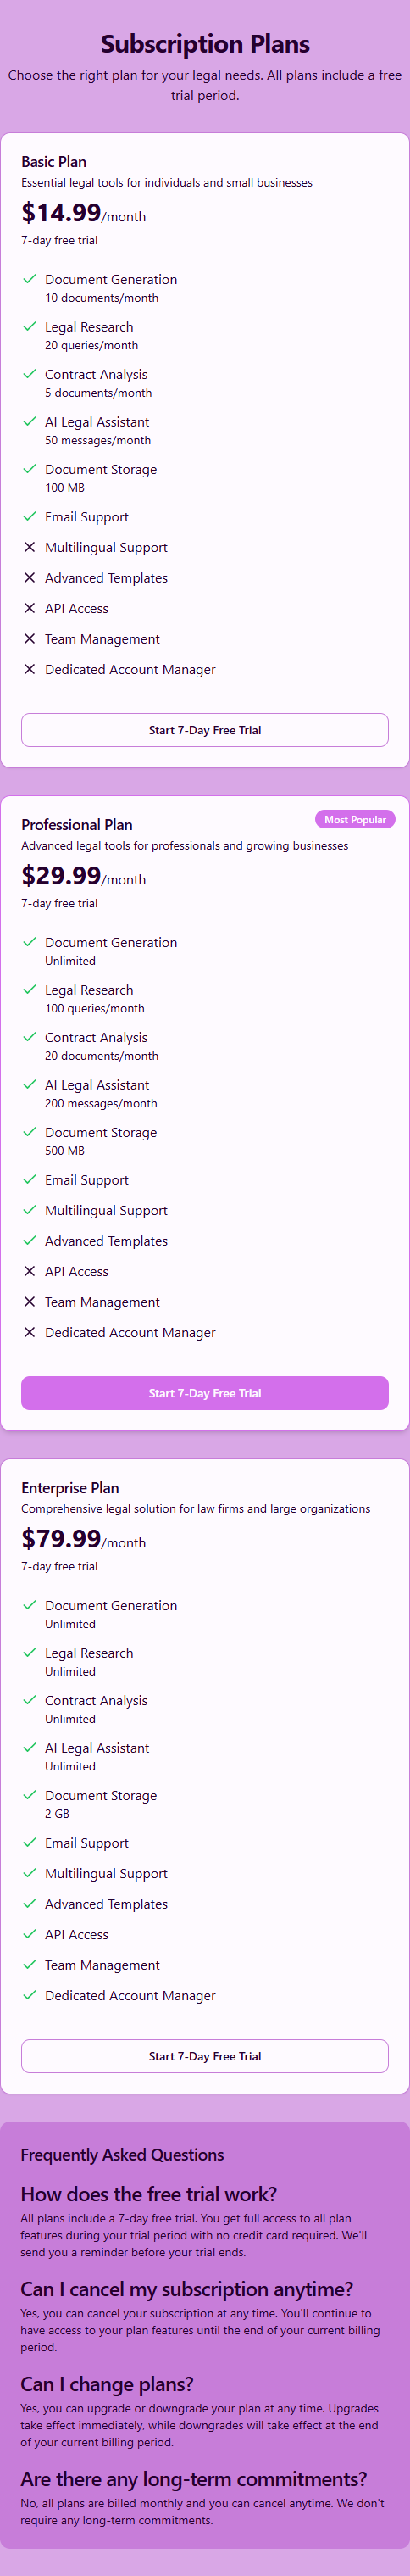 Subscription Plans
Choose the right plan for your legal needs. All plans include a free
trial period.
Basic Plan
Essential legal tools for individuals and small businesses
$14.99/month
7-day free trial
Document Generation
10 documents/month
Legal Research
20 queries/month
Contract Analysis
5 documents/month
AI Legal Assistant
50 messages/month
Document Storage
100 MB
Email Support
Multilingual Support
Advanced Templates
API Access
Team Management
Dedicated Account Manager
Start 7-Day Free Trial
Most Popular
Professional Plan
Advanced legal tools for professionals and growing businesses
$29.99/month
7-day free trial
Document Generation
Unlimited
Legal Research
100 queries/month
Contract Analysis
20 documents/month
AI Legal Assistant
200 messages/month
Document Storage
500 MB
Email Support
Multilingual Support
Advanced Templates
API Access
Team Management
Dedicated Account Manager
Start 7-Day Free Trial
Enterprise Plan
Comprehensive legal solution for law firms and large organizations
$79.99/month
7-day free trial
Document Generation
Unlimited
Legal Research
Unlimited
Contract Analysis
Unlimited
AI Legal Assistant
Unlimited
Document Storage
2 GB
Email Support
Multilingual Support
Advanced Templates
API Access
Team Management
Dedicated Account Manager
Start 7-Day Free Trial
Frequently Asked Questions
How does the free trial work?
All plans include a 7-day free trial. You get full access to all plan
features during your trial period with no credit card required. We'll
send you a reminder before your trial ends.
Can I cancel my subscription anytime?
Yes, you can cancel your subscription at any time. You'll continue to
have access to your plan features until the end of your current billing
period.
Can I change plans?
Yes, you can upgrade or downgrade your plan at any time. Upgrades
take effect immediately, while downgrades will take effect at the end
of your current billing period.
Are there any long-term commitments?
No, all plans are billed monthly and you can cancel anytime. We don't
require any long-term commitments.